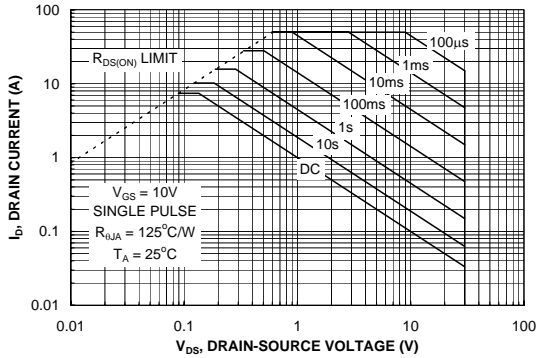 100
10
1
0.1
0.01
I_D, DRAIN CURRENT (A)
R_DS(ON) LIMIT
100μs
1ms
10ms
100ms
1s
10s
DC
V_GS = 10V
SINGLE PULSE
R_θJA = 125°C/W
T_A = 25°C
0.01
0.1
1
10
100
V_DS, DRAIN-SOURCE VOLTAGE (V)